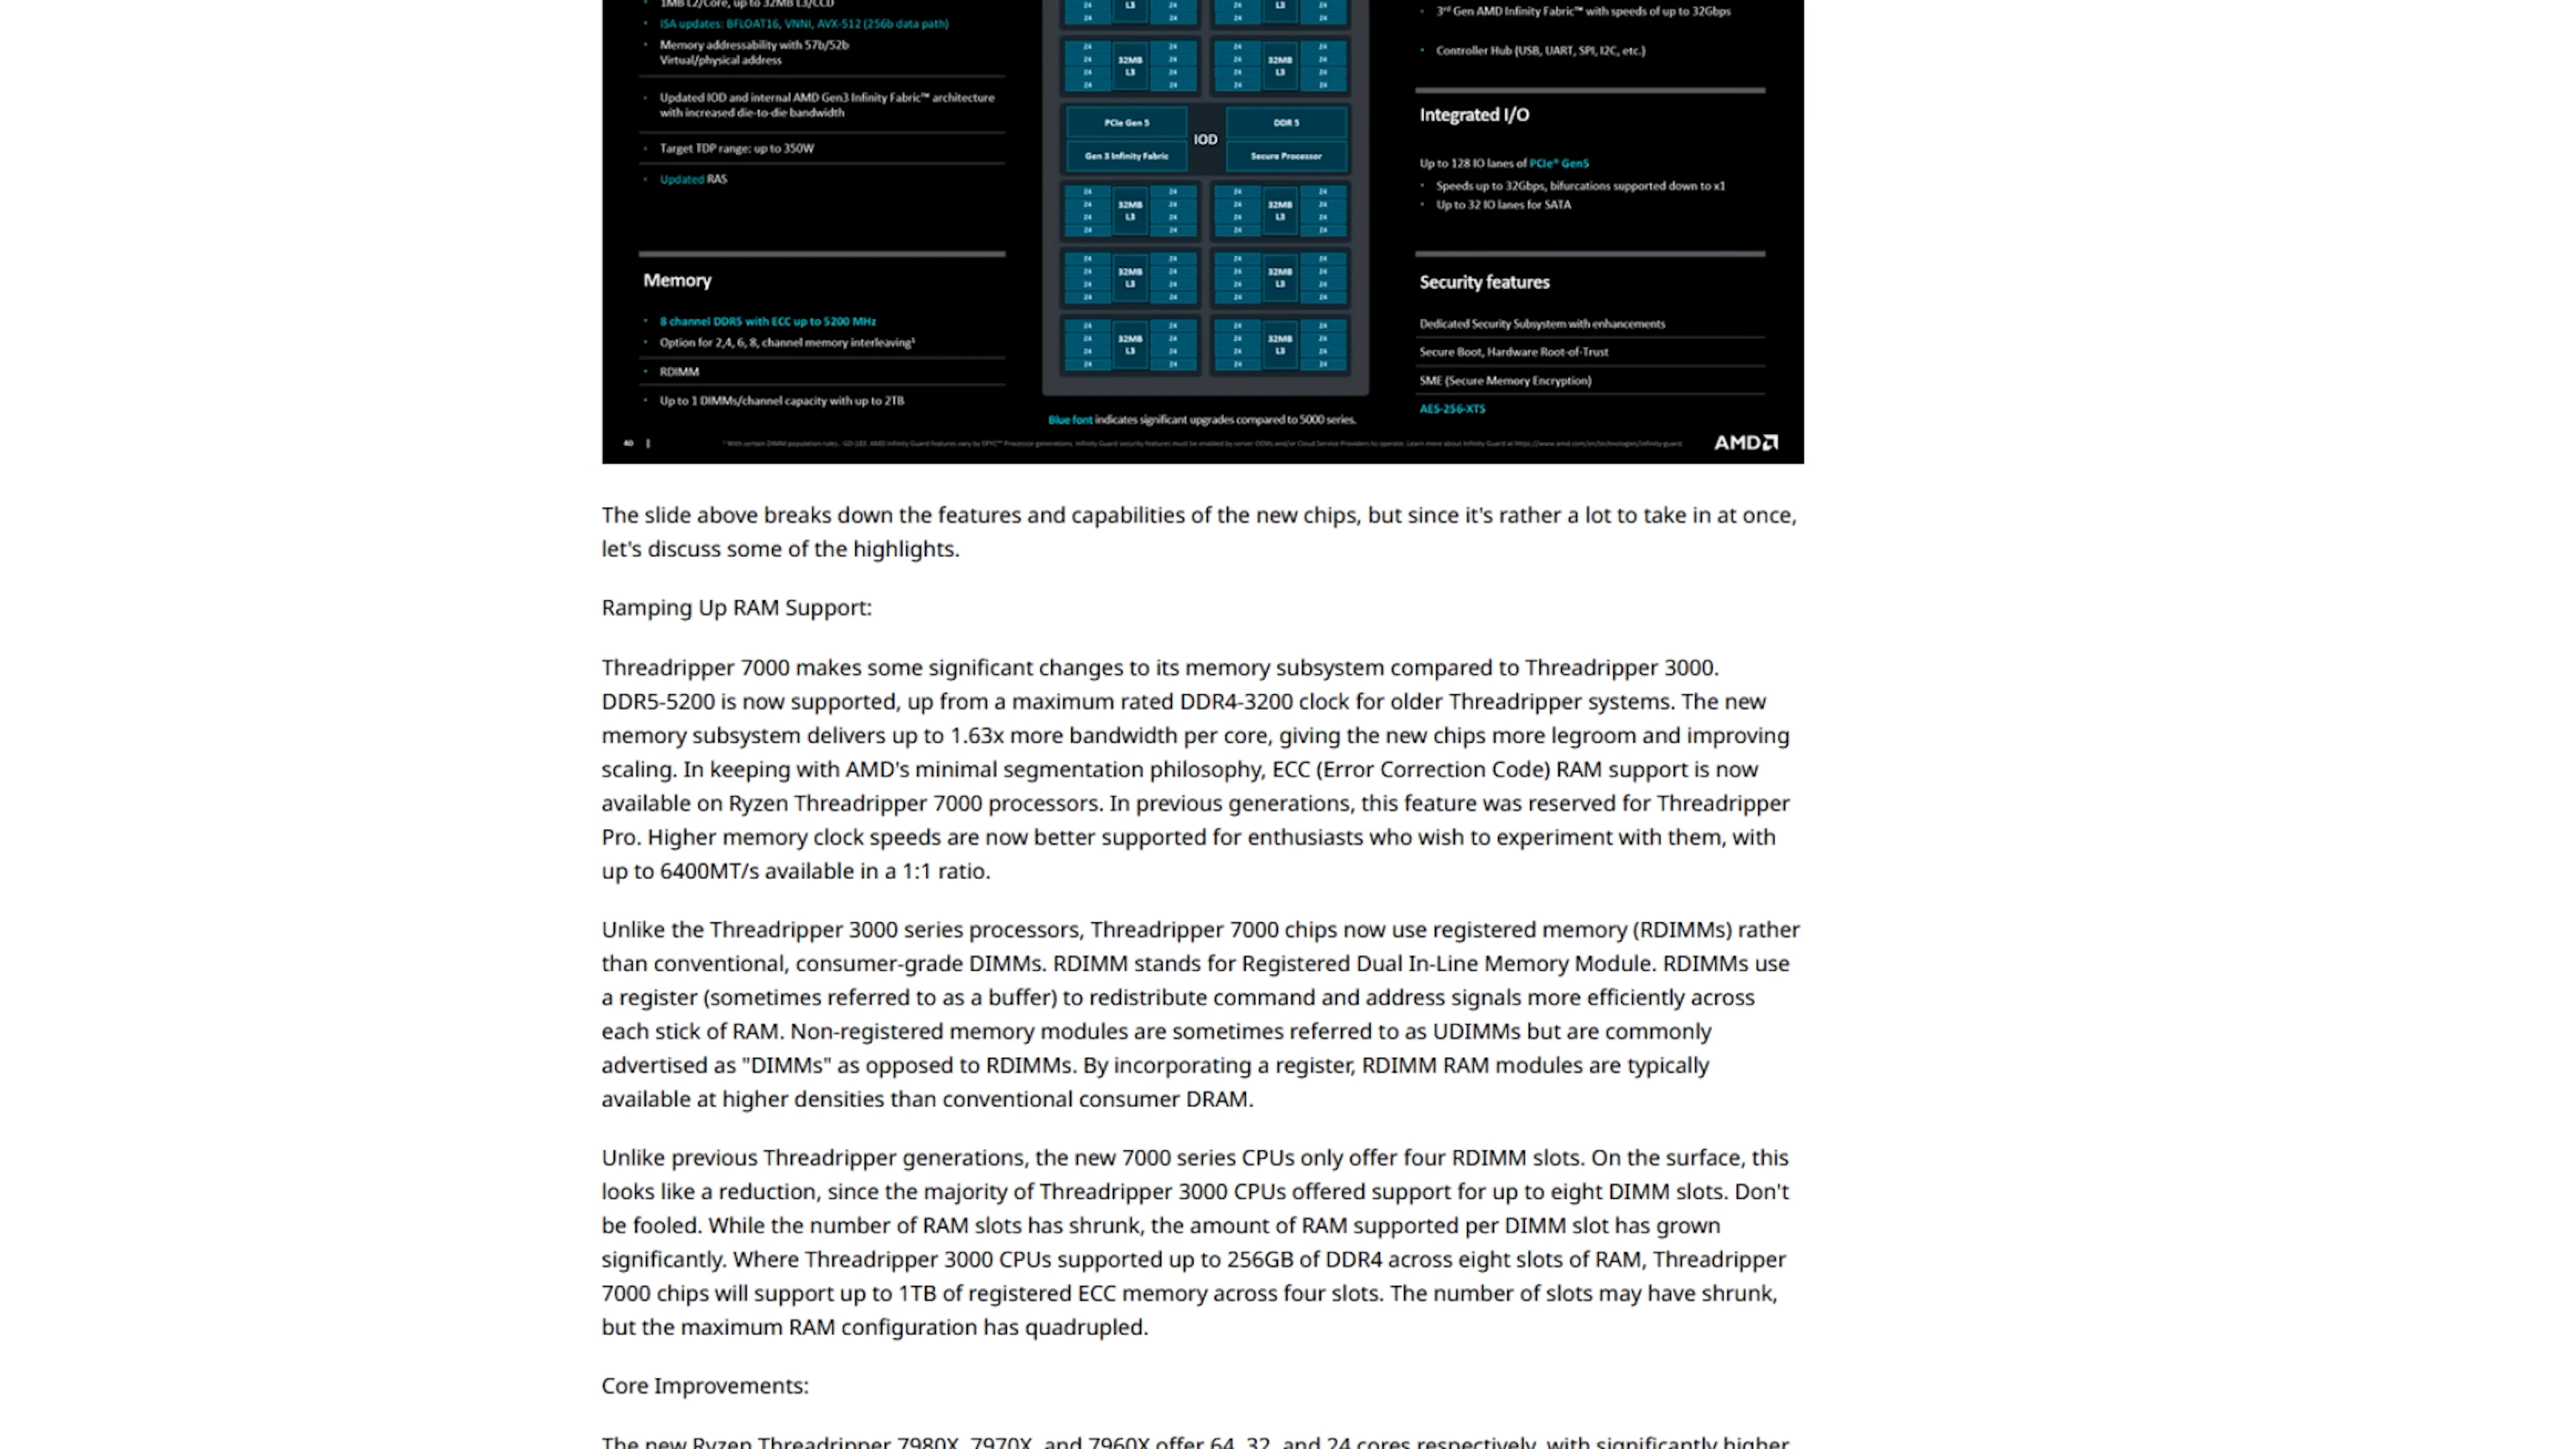 1MB L2/Core, up to 32MB L3/CCD
ISA updates: BFLOAT16, VNNI, AVX-512 (256b data path)
Memory addressability with 57b/52b
Virtual/physical address
Updated IOD and internal AMD Gen3 Infinity Fabric™ architecture
with increased die-to-die bandwidth
Target TDP range: up to 350W
Updated RAS
Memory
8 channel DDR5 with ECC up to 5200 MHz
Option for 2,4, 6, 8, channel memory interleaving¹
RDIMM
Up to 1 DIMMs/channel capacity with up to 2TB
L3 L3
32MB L3 32MB L3
PCIe Gen 5
DDR 5
IOD
Gen 3 Infinity Fabric
Secure Processor
32MB L3 32MB L3
32MB L3 32MB L3
32MB L3 32MB L3
Blue font indicates significant upgrades compared to 5000 series.
3rd Gen AMD Infinity Fabric™ with speeds of up to 32Gbps
Controller Hub (USB, UART, SPI, I2C, etc.)
Integrated I/O
Up to 128 IO lanes of PCIe® Gen5
Speeds up to 32Gbps, bifurcations supported down to x1
Up to 32 IO lanes for SATA
Security features
Dedicated Security Subsystem with enhancements
Secure Boot, Hardware Root-of-Trust
SME (Secure Memory Encryption)
AES-256-XTS
40 |
AMD
The slide above breaks down the features and capabilities of the new chips, but since it's rather a lot to take in at once,
let's discuss some of the highlights.
Ramping Up RAM Support:
Threadripper 7000 makes some significant changes to its memory subsystem compared to Threadripper 3000.
DDR5-5200 is now supported, up from a maximum rated DDR4-3200 clock for older Threadripper systems. The new
memory subsystem delivers up to 1.63x more bandwidth per core, giving the new chips more legroom and improving
scaling. In keeping with AMD's minimal segmentation philosophy, ECC (Error Correction Code) RAM support is now
available on Ryzen Threadripper 7000 processors. In previous generations, this feature was reserved for Threadripper
Pro. Higher memory clock speeds are now better supported for enthusiasts who wish to experiment with them, with
up to 6400MT/s available in a 1:1 ratio.
Unlike the Threadripper 3000 series processors, Threadripper 7000 chips now use registered memory (RDIMMs) rather
than conventional, consumer-grade DIMMs. RDIMM stands for Registered Dual In-Line Memory Module. RDIMMs use
a register (sometimes referred to as a buffer) to redistribute command and address signals more efficiently across
each stick of RAM. Non-registered memory modules are sometimes referred to as UDIMMs but are commonly
advertised as "DIMMs" as opposed to RDIMMs. By incorporating a register, RDIMM RAM modules are typically
available at higher densities than conventional consumer DRAM.
Unlike previous Threadripper generations, the new 7000 series CPUs only offer four RDIMM slots. On the surface, this
looks like a reduction, since the majority of Threadripper 3000 CPUs offered support for up to eight DIMM slots. Don't
be fooled. While the number of RAM slots has shrunk, the amount of RAM supported per DIMM slot has grown
significantly. Where Threadripper 3000 CPUs supported up to 256GB of DDR4 across eight slots of RAM, Threadripper
7000 chips will support up to 1TB of registered ECC memory across four slots. The number of slots may have shrunk,
but the maximum RAM configuration has quadrupled.
Core Improvements:
The new Ryzen Threadripper 7980X, 7970X, and 7960X offer 64, 32, and 24 cores respectively, with significantly higher